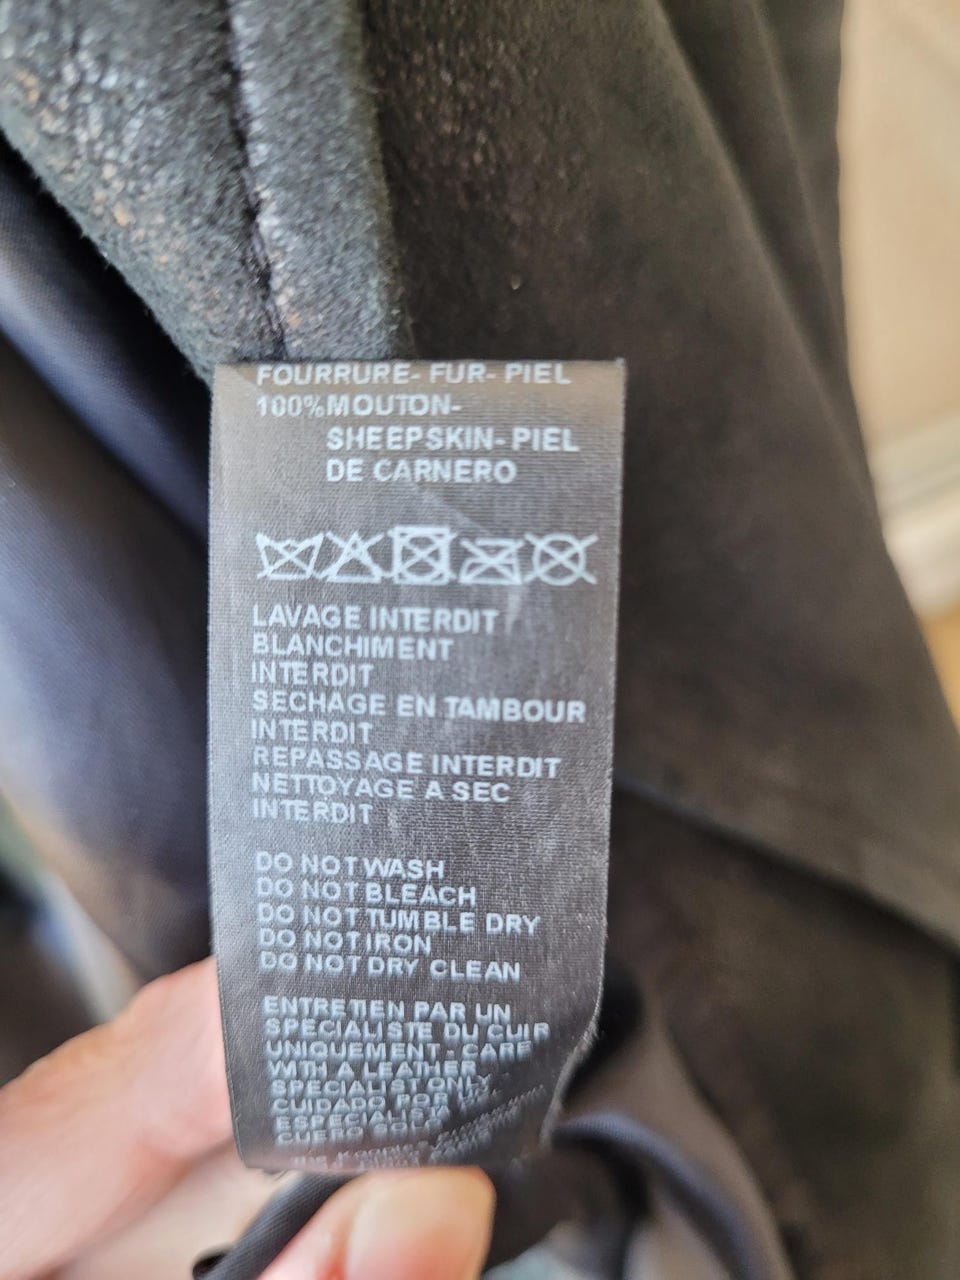 FOURRURE- FUR- PIEL
100%MOUTON-
SHEEPSKIN- PIEL
DE CARNERO
LAVAGE INTERDIT
BLANCHIMENT
INTERDIT
SECHAGE EN TAMBOUR
INTERDIT
REPASSAGE INTERDIT
NETTOYAGE A SEC
INTERDIT
DO NOT WASH
DO NOT BLEACH
DO NOT TUMBLE DRY
DO NOT IRON
DO NOT DRY CLEAN
ENTRETIEN PAR UN
SPECIALISTE DU CUIR
UNIQUEMENT - CARE
WITH A LEATHER
SPECIALIST ONLY
CUIDADO POR
ESPECIALISTA
CUERO